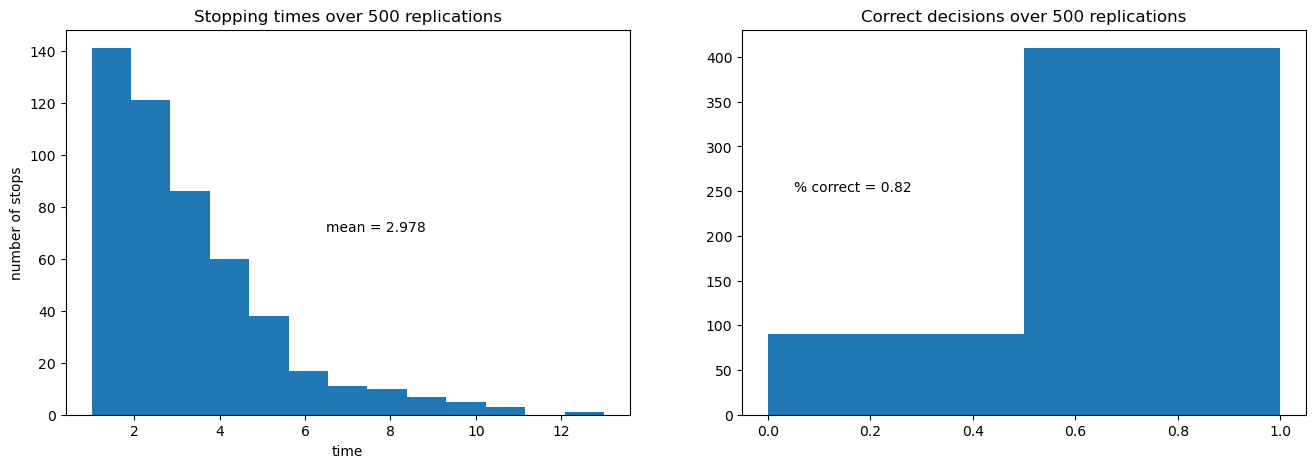 Stopping times over 500 replications
140
120
100
80
60
40
20
0
number of stops
mean = 2.978
2 4 6 8 10 12
time
Correct decisions over 500 replications
400
350
300
250
200
150
100
50
0
% correct = 0.82
0.0 0.2 0.4 0.6 0.8 1.0